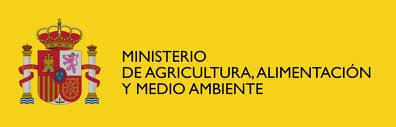 MINISTERIO
DE AGRICULTURA, ALIMENTACIÓN
Y MEDIO AMBIENTE